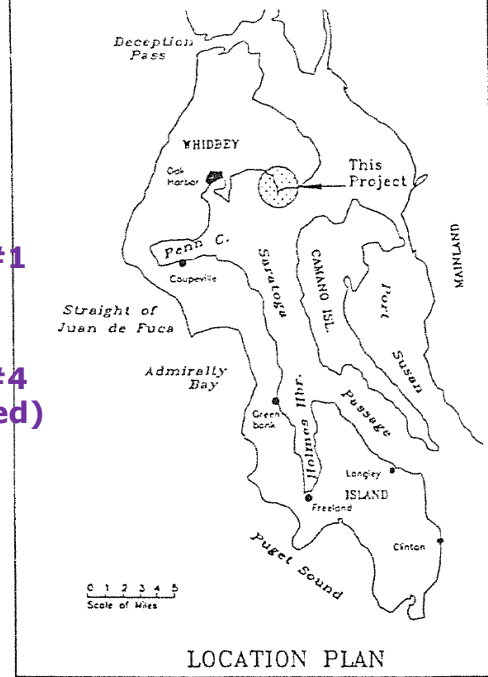 Deception
Pass
WHIDBEY
Oak
Harbor
This
Project
#1
Penn C.
Coupeville
Saratoga
CAMANO ISL.
Port
Susan
MAINLAND
Straight of
Juan de Fuca
Admirally
Bay
#4
ed)
Green
bank
Holmes Hbr.
Passage
Langley
ISLAND
Freeland
Clinton
Puget Sound
0 1 2 3 4 5
Scale of Miles
LOCATION PLAN